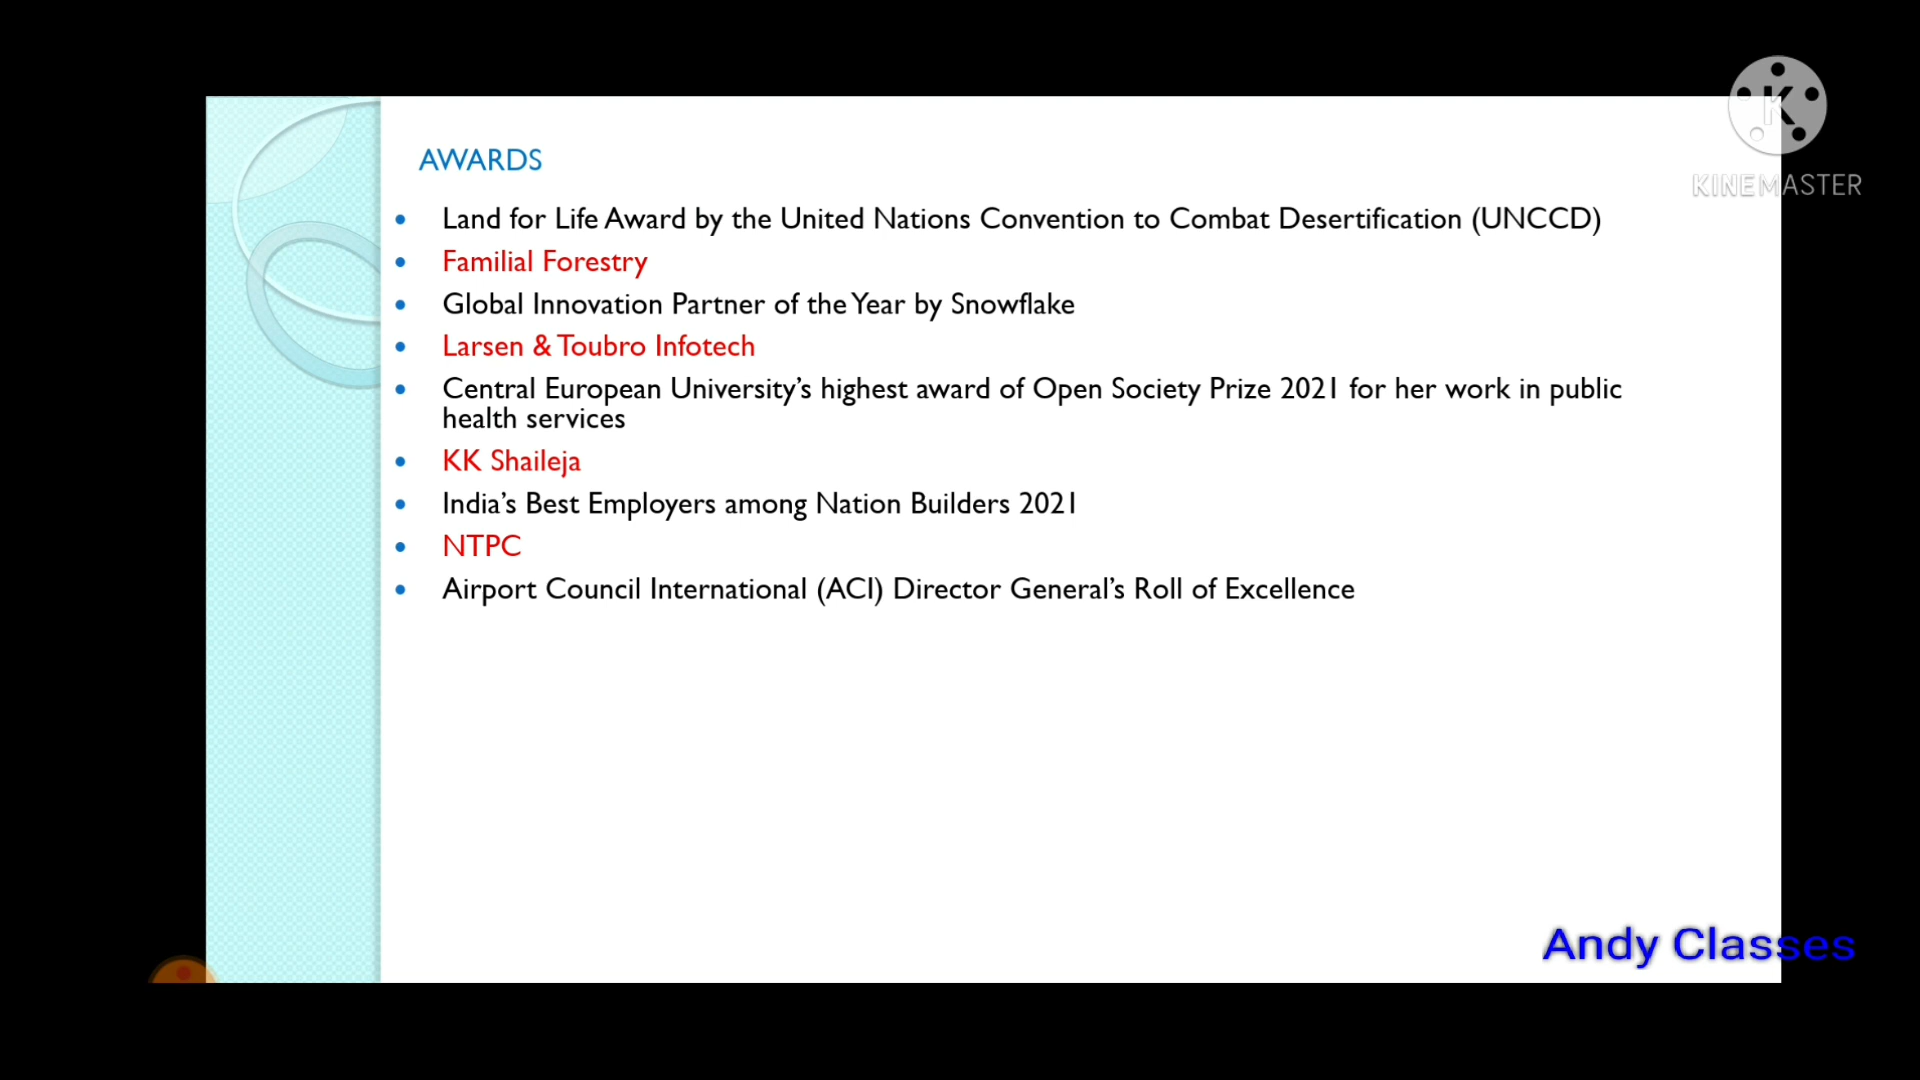 K
KINEMASTER
AWARDS
Land for Life Award by the United Nations Convention to Combat Desertification (UNCCD)
Familial Forestry
Global Innovation Partner of the Year by Snowflake
Larsen & Toubro Infotech
Central European University’s highest award of Open Society Prize 2021 for her work in public
health services
KK Shaileja
India’s Best Employers among Nation Builders 2021
NTPC
Airport Council International (ACI) Director General’s Roll of Excellence
Andy Classes